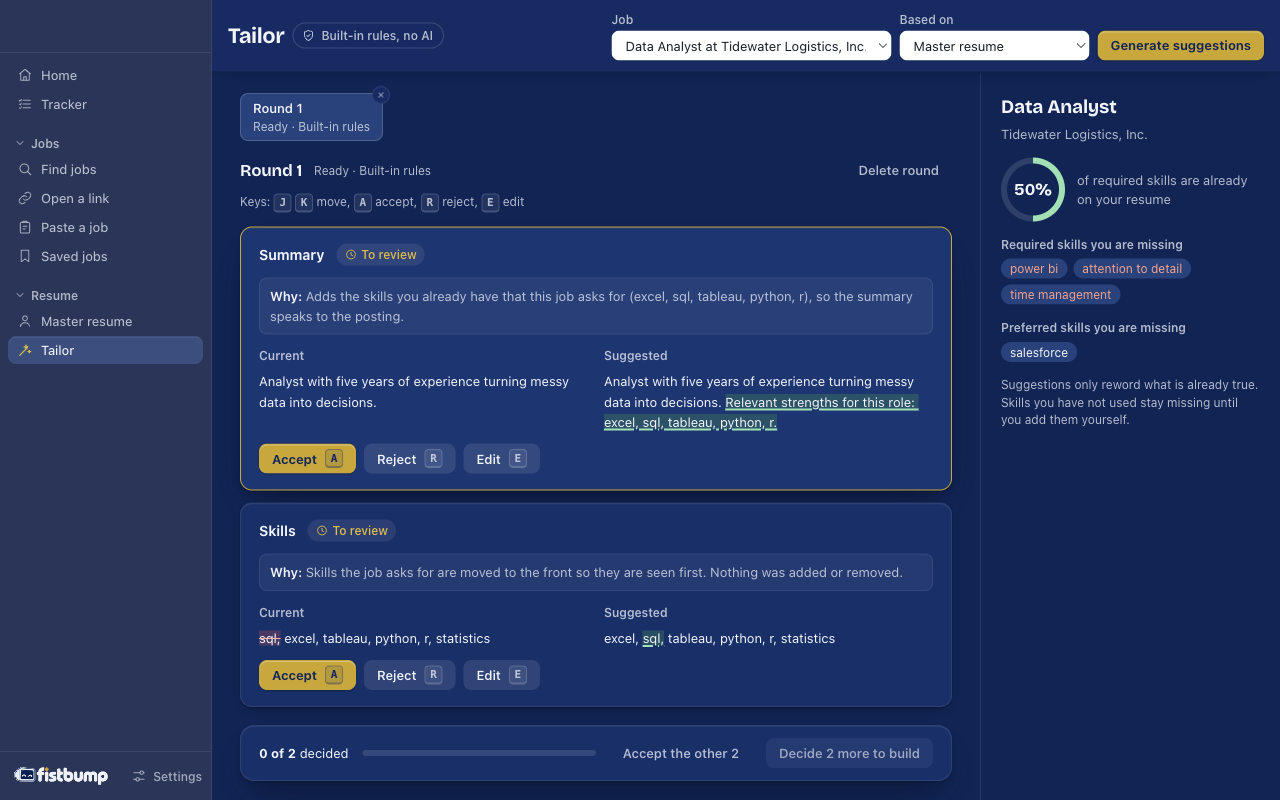 Tailor
Built-in rules, no AI
Job
Data Analyst at Tidewater Logistics, Inc.
Based on
Master resume
Generate suggestions
Home
Tracker
Jobs
Find jobs
Open a link
Paste a job
Saved jobs
Resume
Master resume
Tailor
fistbump
Settings
Round 1
Ready · Built-in rules
×
Round 1
Ready · Built-in rules
Delete round
Keys: J K move, A accept, R reject, E edit
Summary
To review
Why: Adds the skills you already have that this job asks for (excel, sql, tableau, python, r), so the summary
speaks to the posting.
Current
Analyst with five years of experience turning messy
data into decisions.
Suggested
Analyst with five years of experience turning messy
data into decisions. Relevant strengths for this role:
excel, sql, tableau, python, r.
Accept A
Reject R
Edit E
Skills
To review
Why: Skills the job asks for are moved to the front so they are seen first. Nothing was added or removed.
Current
sql, excel, tableau, python, r, statistics
Suggested
excel, sql, tableau, python, r, statistics
Accept A
Reject R
Edit E
0 of 2 decided
Accept the other 2
Decide 2 more to build
Data Analyst
Tidewater Logistics, Inc.
50%
of required skills are already
on your resume
Required skills you are missing
power bi
attention to detail
time management
Preferred skills you are missing
salesforce
Suggestions only reword what is already true.
Skills you have not used stay missing until
you add them yourself.